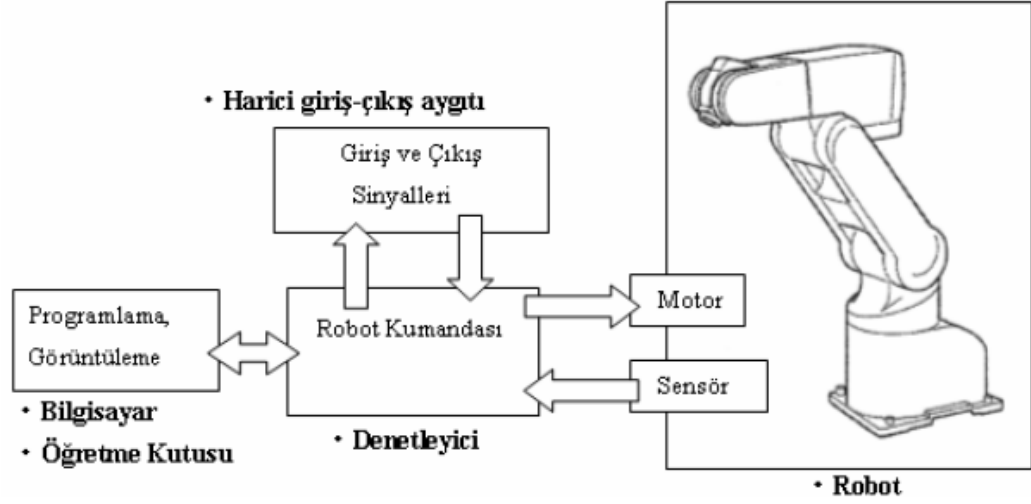 • Harici giriş-çıkış aygıtı
Giriş ve Çıkış
Sinyalleri
Programlama,
Görüntüleme
Robot Kumandası
Motor
Sensör
• Bilgisayar
• Öğretme Kutusu
• Denetleyici
• Robot